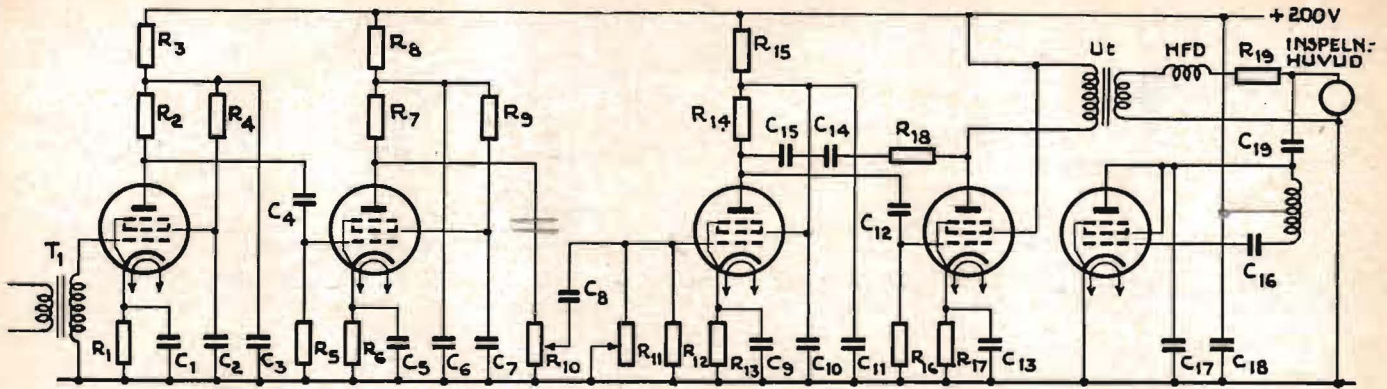 +200V
R3
R8
R15
Ut
HFD
R19
INSPELN.-
HUVUD
R2
R4
R7
R9
R14
C15
C14
R18
C19
C4
C12
T1
C16
C8
R1
C1
C2
C3
R5
R6
C5
C6
C7
R10
R11
R12
R13
C9
C10
C11
R16
R17
C13
C17
C18